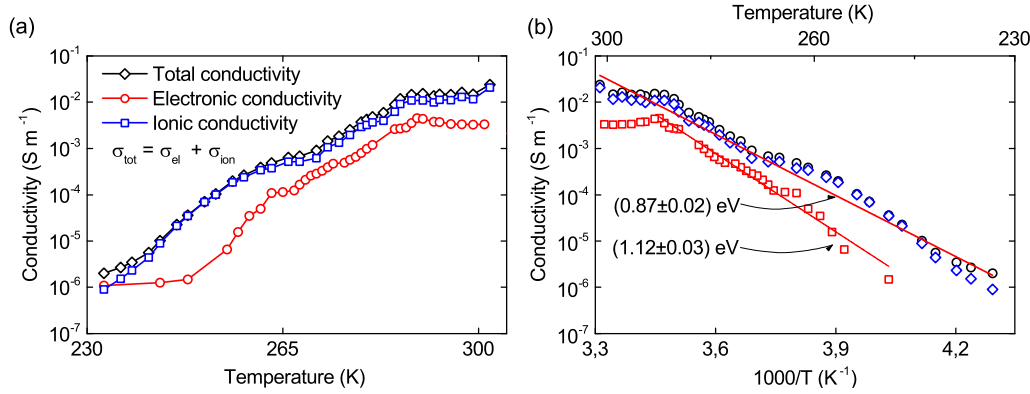 (a)
Conductivity (S m⁻¹)
10⁻¹
10⁻²
10⁻³
10⁻⁴
10⁻⁵
10⁻⁶
10⁻⁷
Total conductivity
Electronic conductivity
Ionic conductivity
σ_tot = σ_el + σ_ion
230 265 300
Temperature (K)
(b)
Temperature (K)
300 260 230
Conductivity (S m⁻¹)
10⁻¹
10⁻²
10⁻³
10⁻⁴
10⁻⁵
10⁻⁶
10⁻⁷
(0.87±0.02) eV
(1.12±0.03) eV
3,3 3,6 3,9 4,2
1000/T (K⁻¹)